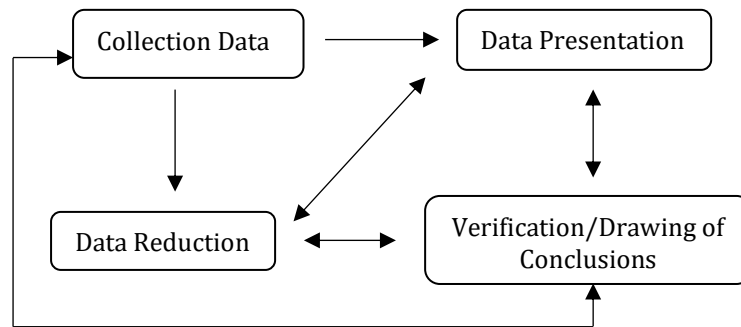 Collection Data
Data Presentation
Data Reduction
Verification/Drawing of
Conclusions